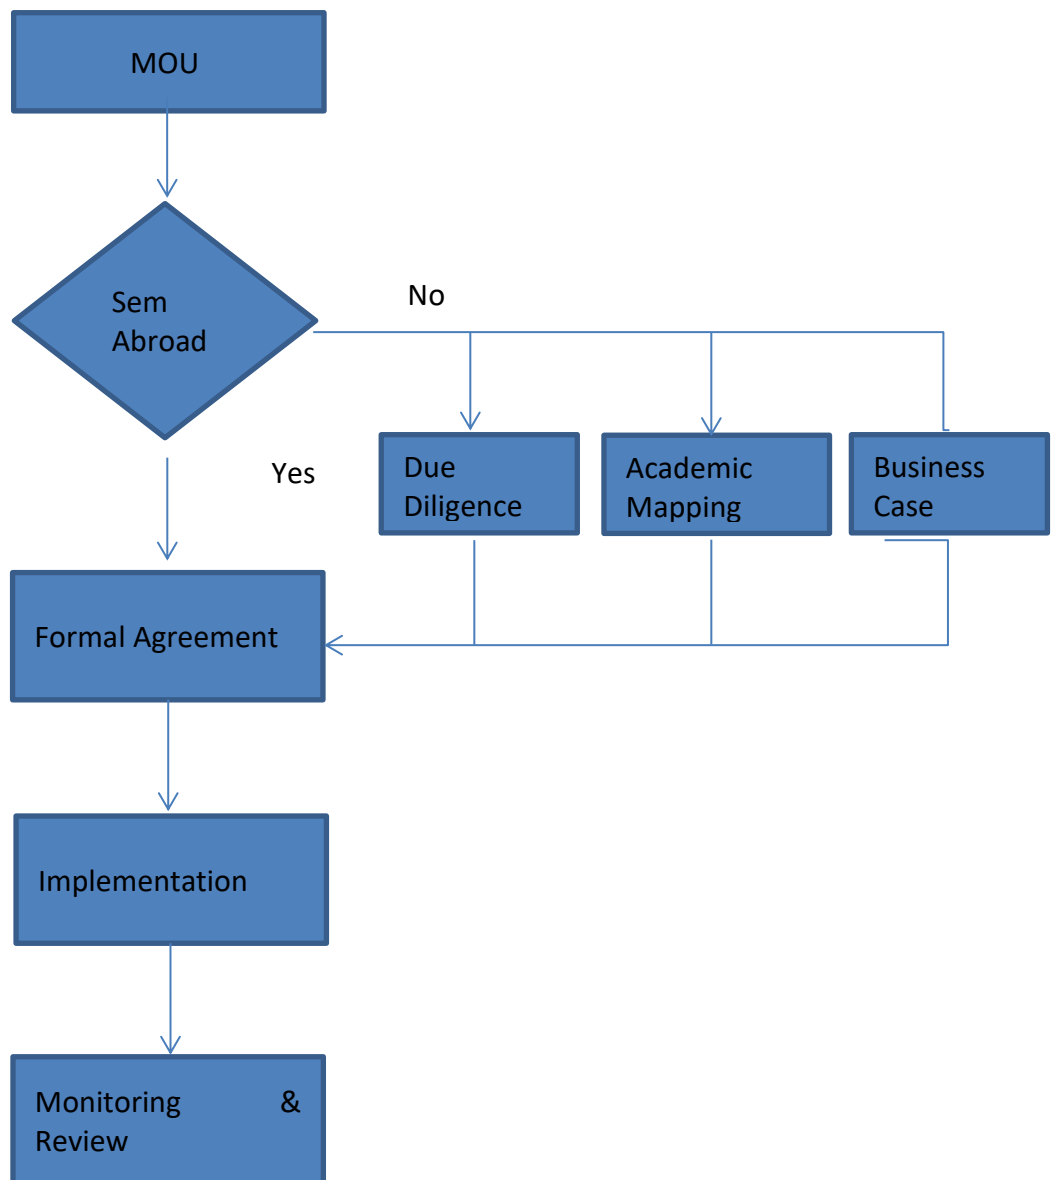 MOU
Sem
Abroad
No
Yes
Due
Diligence
Academic
Mapping
Business
Case
Formal Agreement
Implementation
Monitoring &
Review